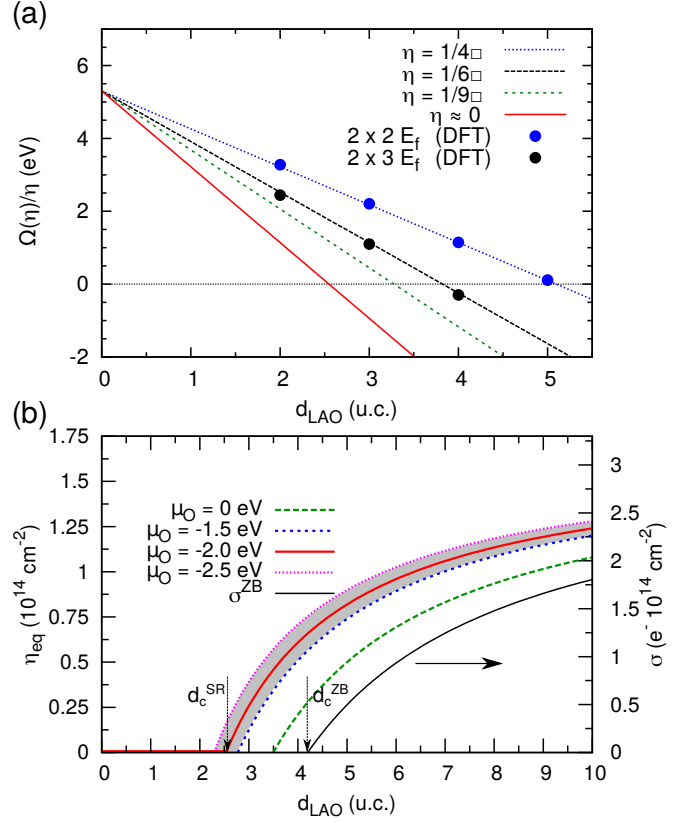 (a)
η = 1/4□
η = 1/6□
η = 1/9□
η ≈ 0
2 x 2 E_f (DFT)
2 x 3 E_f (DFT)
Ω(η)/η (eV)
6
4
2
0
-2
0 1 2 3 4 5
d_LAO (u.c.)
(b)
μ_O = 0 eV
μ_O = -1.5 eV
μ_O = -2.0 eV
μ_O = -2.5 eV
σ^ZB
d_c^SR
d_c^ZB
η_eq (10^14 cm^-2)
1.75
1.5
1.25
1
0.75
0.5
0.25
0
σ (e^- 10^14 cm^-2)
3
2.5
2
1.5
1
0.5
0
0 1 2 3 4 5 6 7 8 9 10
d_LAO (u.c.)